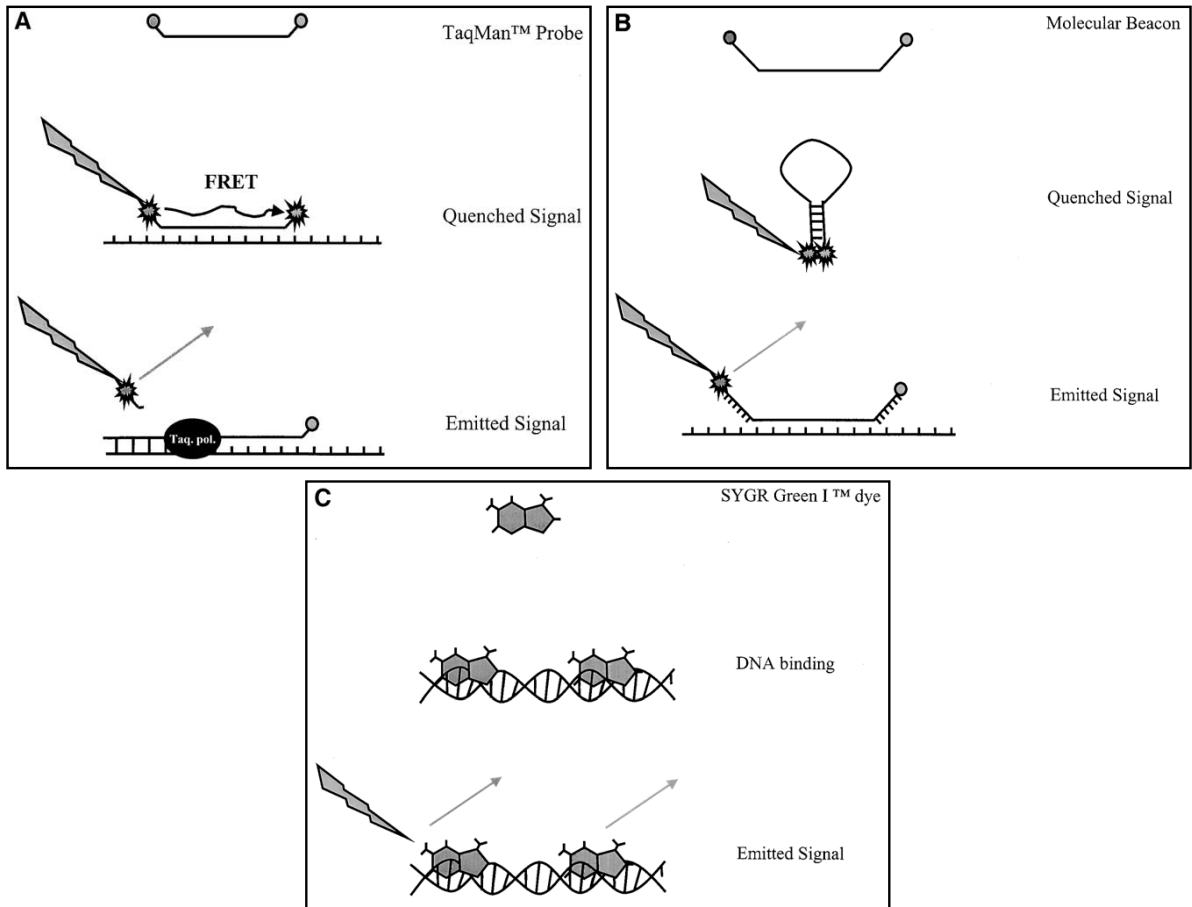 A
TaqMan™ Probe
FRET
Quenched Signal
Taq. pol.
Emitted Signal
B
Molecular Beacon
Quenched Signal
Emitted Signal
C
SYGR Green I ™ dye
DNA binding
Emitted Signal